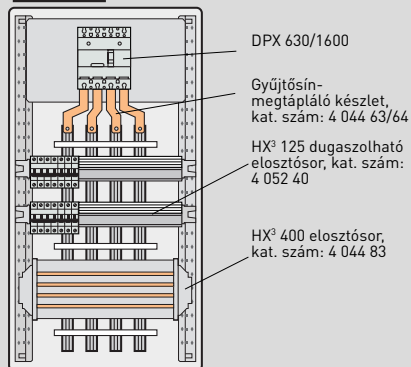 DPX 630/1600
Gyűjtősín-
megtápláló készlet,
kat. szám: 4 044 63/64
HX³ 125 dugaszolható
elosztósor, kat. szám:
4 052 40
HX³ 400 elosztósor,
kat. szám: 4 044 83